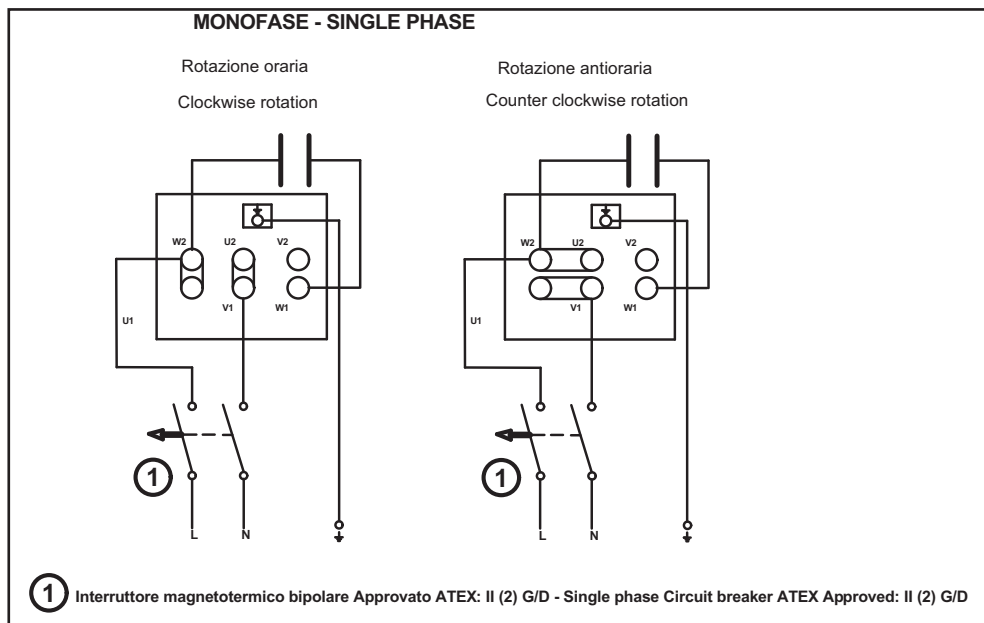 MONOFASE - SINGLE PHASE
Rotazione oraria
Clockwise rotation
Rotazione antioraria
Counter clockwise rotation
W2 U2 V2
V1 W1
U1
1
L N
W2 U2 V2
V1 W1
U1
1
L N
1 Interruttore magnetotermico bipolare Approvato ATEX: II (2) G/D - Single phase Circuit breaker ATEX Approved: II (2) G/D